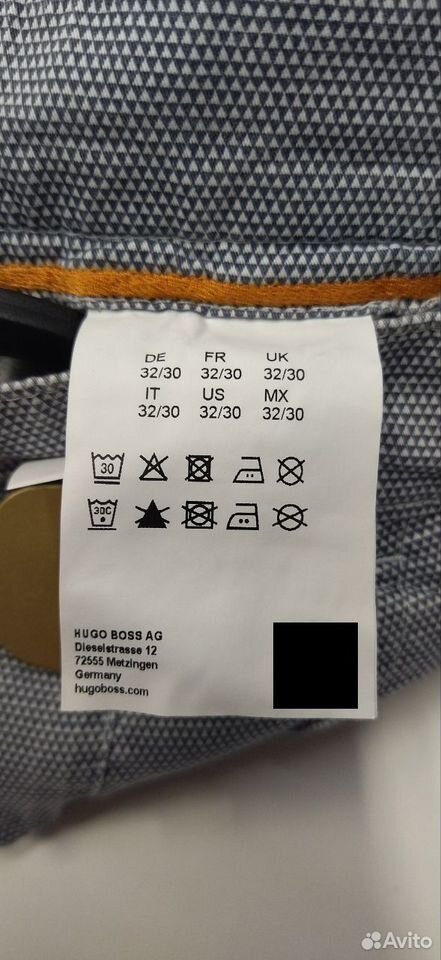 DE FR UK
32/30 32/30 32/30
IT US MX
32/30 32/30 32/30
30
30C
HUGO BOSS AG
Dieselstrasse 12
72555 Metzingen
Germany
hugoboss.com
Avito